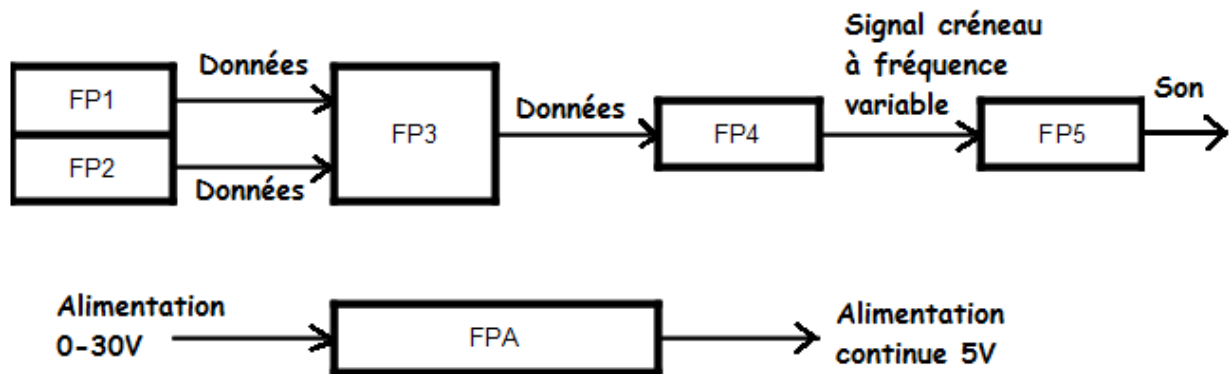 FP1
FP2
Données
Données
FP3
Données
FP4
Signal créneau
à fréquence
variable
FP5
Son
Alimentation
0-30V
FPA
Alimentation
continue 5V